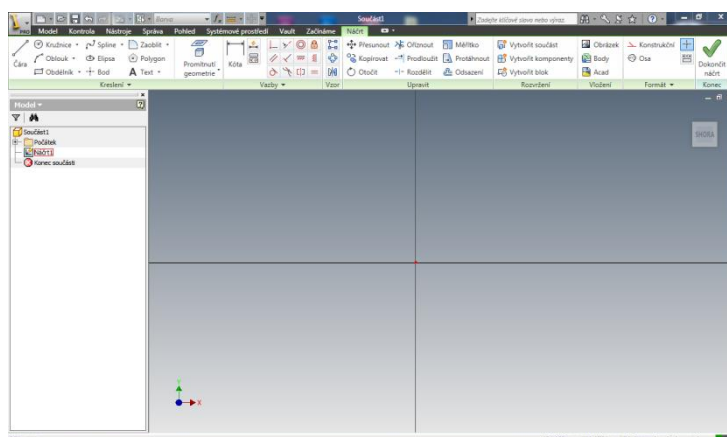 Součást1
Zadejte klíčové slovo nebo výraz
PRO Model Kontrola Nástroje Správa Pohled Systémové prostředí Vault Začínáme Náčrt
Kružnice Spline Zaoblit Přesunout Oříznout Měřítko Vytvořit součást Obrázek Konstrukční
Čára Oblouk Elipsa Polygon Promítnutí geometrie Kóta Kopírovat Prodloužit Protáhnout Vytvořit komponenty Body Osa Dokončit náčrt
Obdélník Bod A Text Otočit Rozdělit Odsazení Vytvořit blok Acad
Kreslení Vazby Vzor Upravit Rozvržení Vložení Formát Konec
Model
Součást1
Počátek
Náčrt1
Konec součásti
SHORA
Y
X